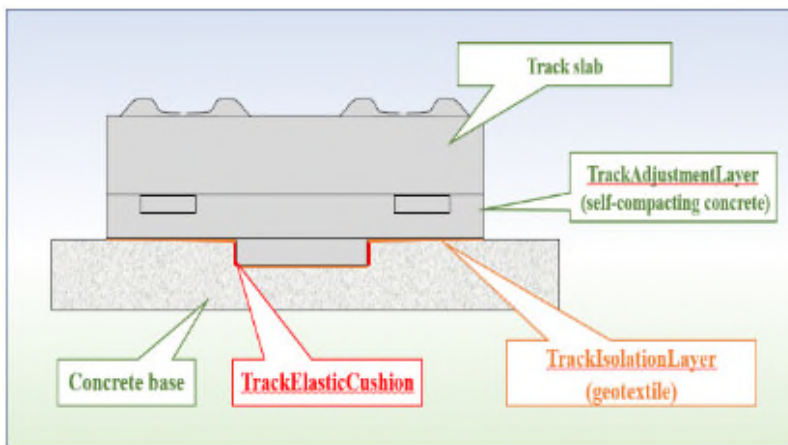 Track slab
TrackAdjustmentLayer
(self-compacting concrete)
Concrete base
TrackElasticCushion
TrackIsolationLayer
(geotextile)